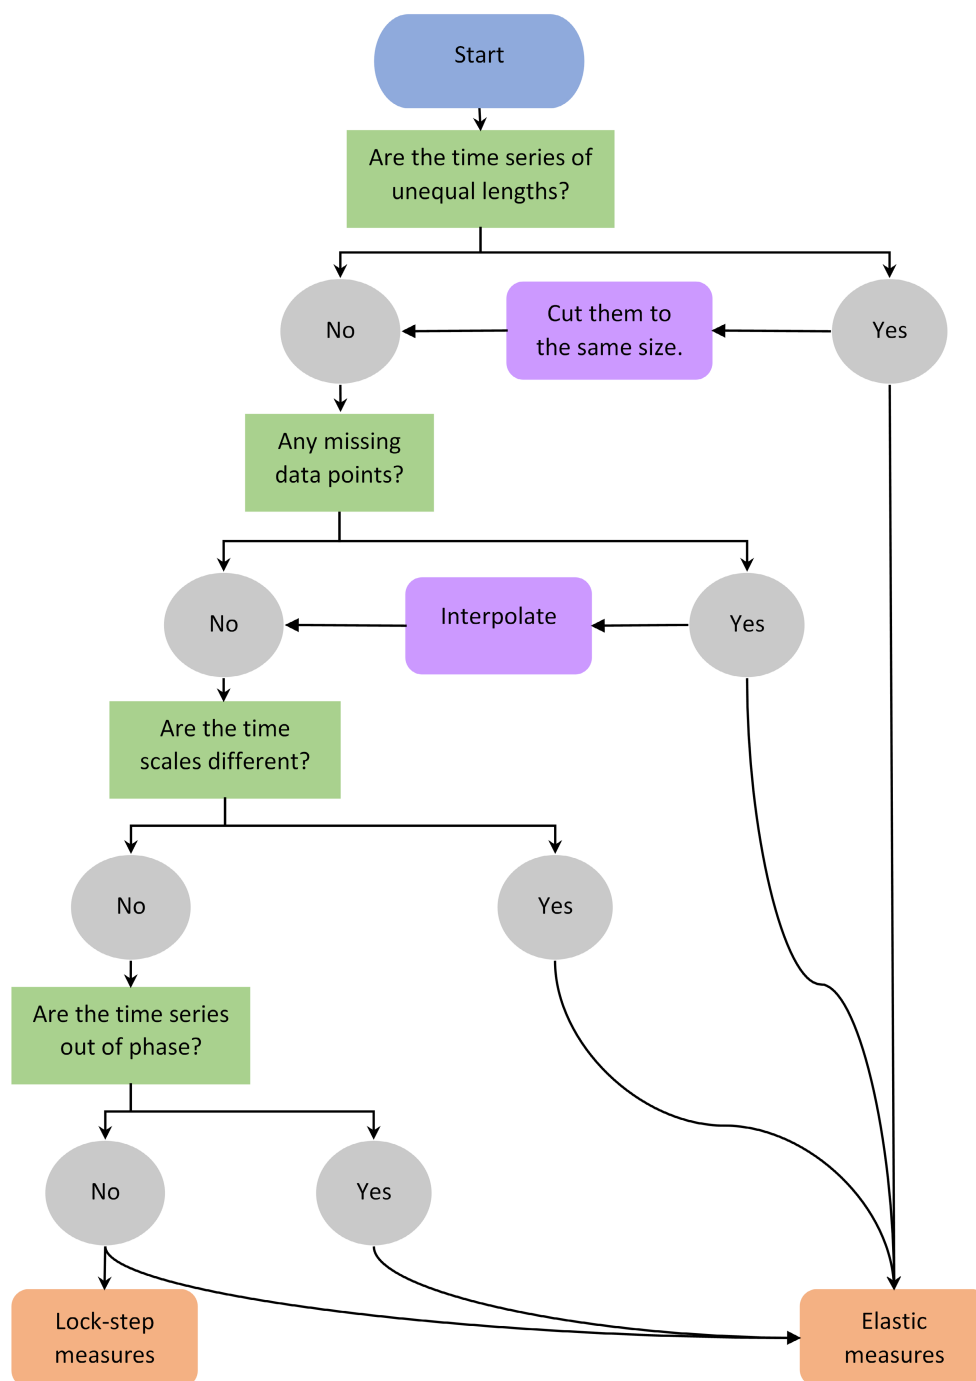 Start
Are the time series of
unequal lengths?
No
Cut them to
the same size.
Yes
Any missing
data points?
No
Interpolate
Yes
Are the time
scales different?
No
Yes
Are the time series
out of phase?
No
Yes
Lock-step
measures
Elastic
measures